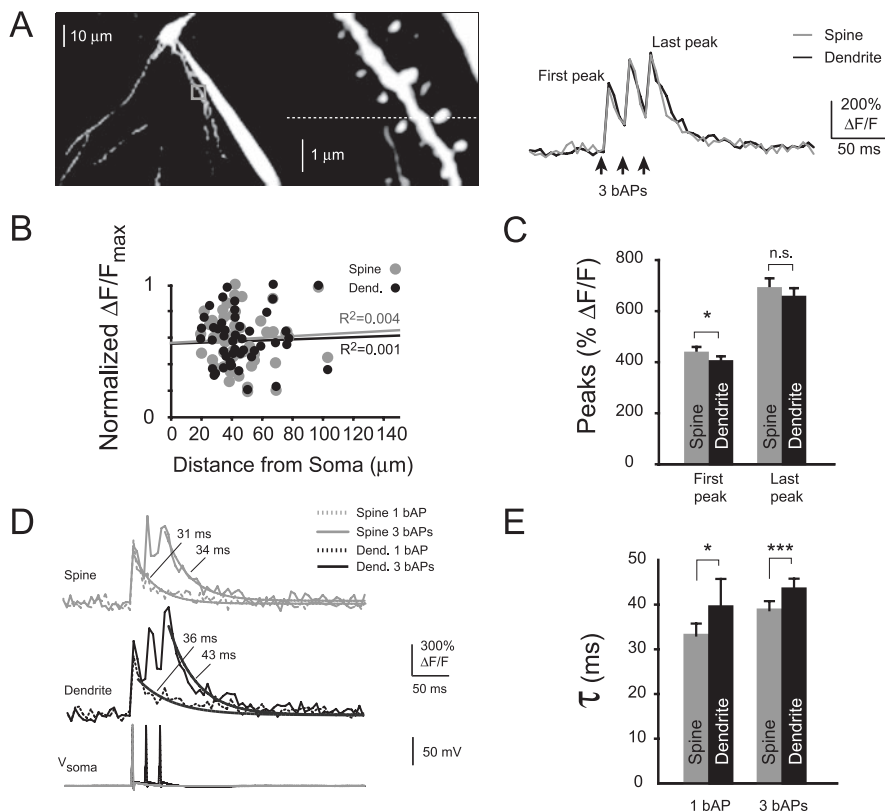 A
10 μm
1 μm
First peak
Last peak
Spine
Dendrite
200%
ΔF/F
50 ms
3 bAPs
B
Normalized ΔF/Fmax
1
0
Spine
Dend.
R²=0.004
R²=0.001
0 20 40 60 80 100 120 140
Distance from Soma (μm)
C
Peaks (% ΔF/F)
800
600
400
200
0
*
n.s.
Spine
Dendrite
Spine
Dendrite
First
peak
Last
peak
D
Spine 1 bAP
Spine 3 bAPs
Dend. 1 bAP
Dend. 3 bAPs
31 ms
34 ms
Spine
36 ms
43 ms
Dendrite
300%
ΔF/F
50 ms
Vsoma
50 mV
E
τ (ms)
50
40
30
20
10
0
*
***
Spine
Dendrite
Spine
Dendrite
1 bAP
3 bAPs